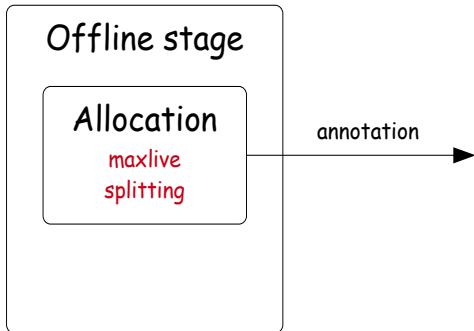 Offline stage
Allocation
maxlive
splitting
annotation